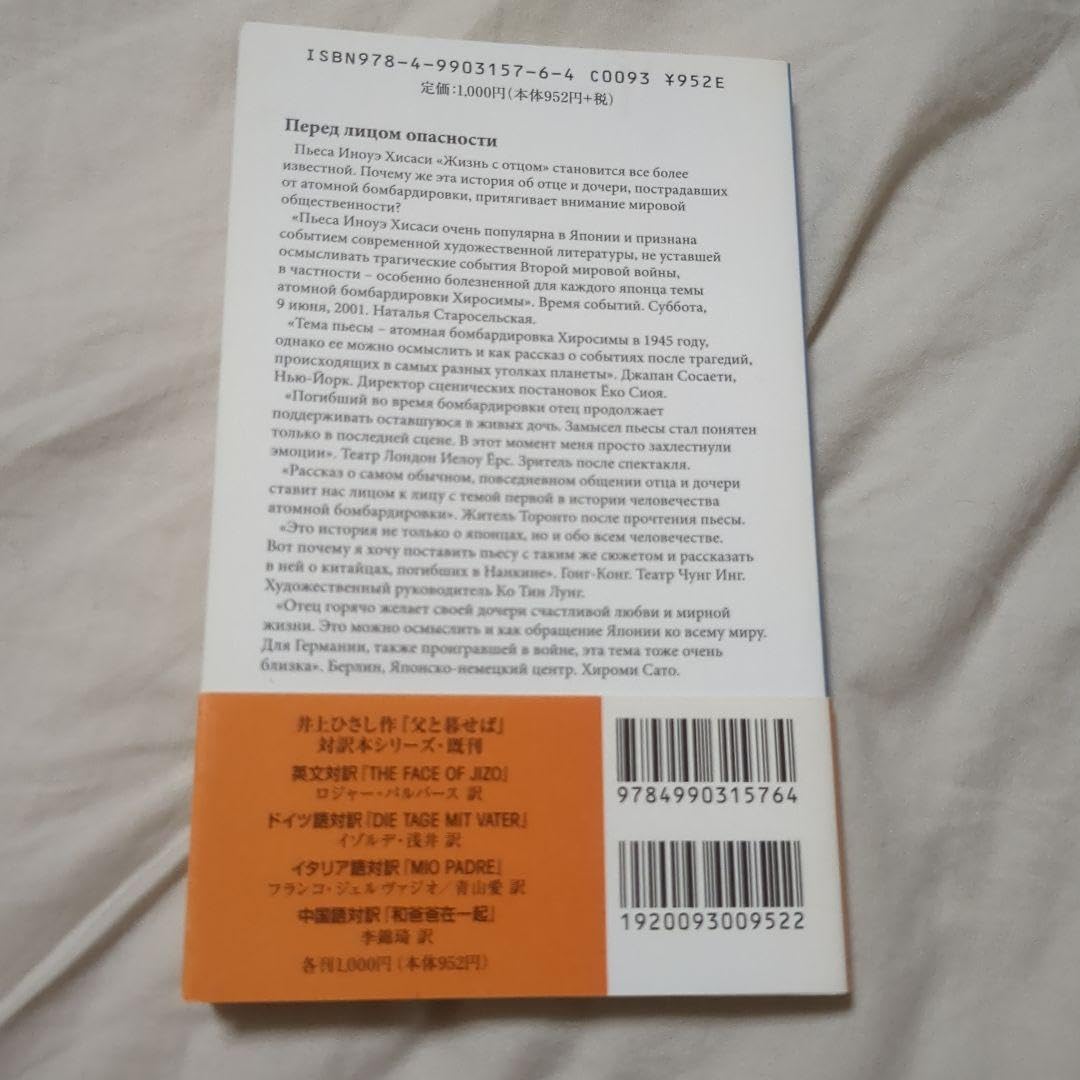 ISBN978-4-9903157-6-4 C0093 ¥952E
定価:1,000円(本体952円+税)
Перед лицом опасности
Пьеса Иноуэ Хисаси «Жизнь с отцом» становится все более
известной. Почему же эта история об отце и дочери, пострадавших
от атомной бомбардировки, притягивает внимание мировой
общественности?
«Пьеса Иноуэ Хисаси очень популярна в Японии и признана
событием современной художественной литературы, не уставшей
осмысливать трагические события Второй мировой войны,
в частности – особенно болезненной для каждого японца темы
атомной бомбардировки Хиросимы». Время событий. Суббота,
9 июня, 2001. Наталья Старосельская.
«Тема пьесы – атомная бомбардировка Хиросимы в 1945 году,
однако ее можно осмыслить и как рассказ о событиях после трагедий,
происходящих в самых разных уголках планеты». Джапан Сосаети,
Нью-Йорк. Директор сценических постановок Ёко Сиоя.
«Погибший во время бомбардировки отец продолжает
поддерживать оставшуюся в живых дочь. Замысел пьесы стал понятен
только в последней сцене. В этот момент меня просто захлестнули
эмоции». Театр Лондон Иелоу Ёрс. Зритель после спектакля.
«Рассказ о самом обычном, повседневном общении отца и дочери
ставит нас лицом к лицу с темой первой в истории человечества
атомной бомбардировки». Житель Торонто после прочтения пьесы.
«Это история не только о японцах, но и обо всем человечестве.
Вот почему я хочу поставить пьесу с таким же сюжетом и рассказать
в ней о китайцах, погибших в Нанкине». Гонг-Конг. Театр Чунг Инг.
Художественный руководитель Ко Тин Лунг.
«Отец горячо желает своей дочери счастливой любви и мирной
жизни. Это можно осмыслить и как обращение Японии ко всему миру.
Для Германии, также проигравшей в войне, эта тема тоже очень
близка». Берлин, Японско-немецкий центр. Хироми Сато.
井上ひさし作『父と暮せば』
対訳本シリーズ・既刊
英文対訳『THE FACE OF JIZO』
ロジャー・パルバース 訳
ドイツ語対訳『DIE TAGE MIT VATER』
イゾルデ・浅井 訳
イタリア語対訳『MIO PADRE』
フランコ・ジェルヴァジオ/青山愛 訳
中国語対訳『和爸爸在一起』
李錦琦 訳
各刊1,000円(本体952円)
9784990315764
1920093009522